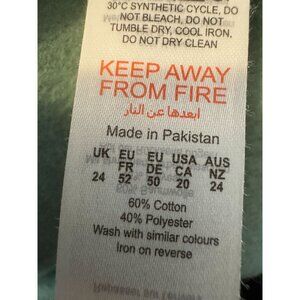 30°C SYNTHETIC CYCLE, DO
NOT BLEACH, DO NOT
TUMBLE DRY, COOL IRON,
DO NOT DRY CLEAN
KEEP AWAY
FROM FIRE
ابعدها عن النار
Made in Pakistan
UK EU EU USA AUS
FR DE CA NZ
24 52 50 20 24
60% Cotton
40% Polyester
Wash with similar colours
Iron on reverse